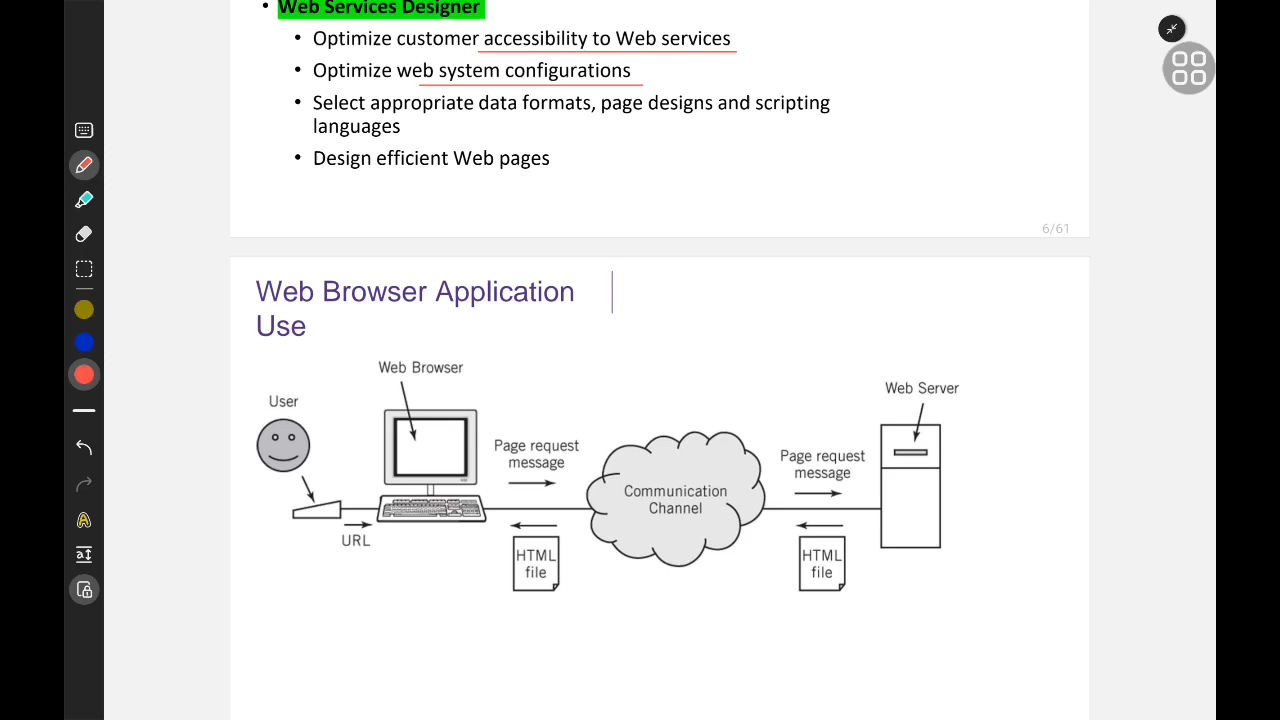 Web Services Designer
• Optimize customer accessibility to Web services
• Optimize web system configurations
• Select appropriate data formats, page designs and scripting
languages
• Design efficient Web pages
6/61
Web Browser Application
Use
Web Browser
Web Server
User
Page request
message
Page request
message
Communication
Channel
URL
HTML
file
HTML
file